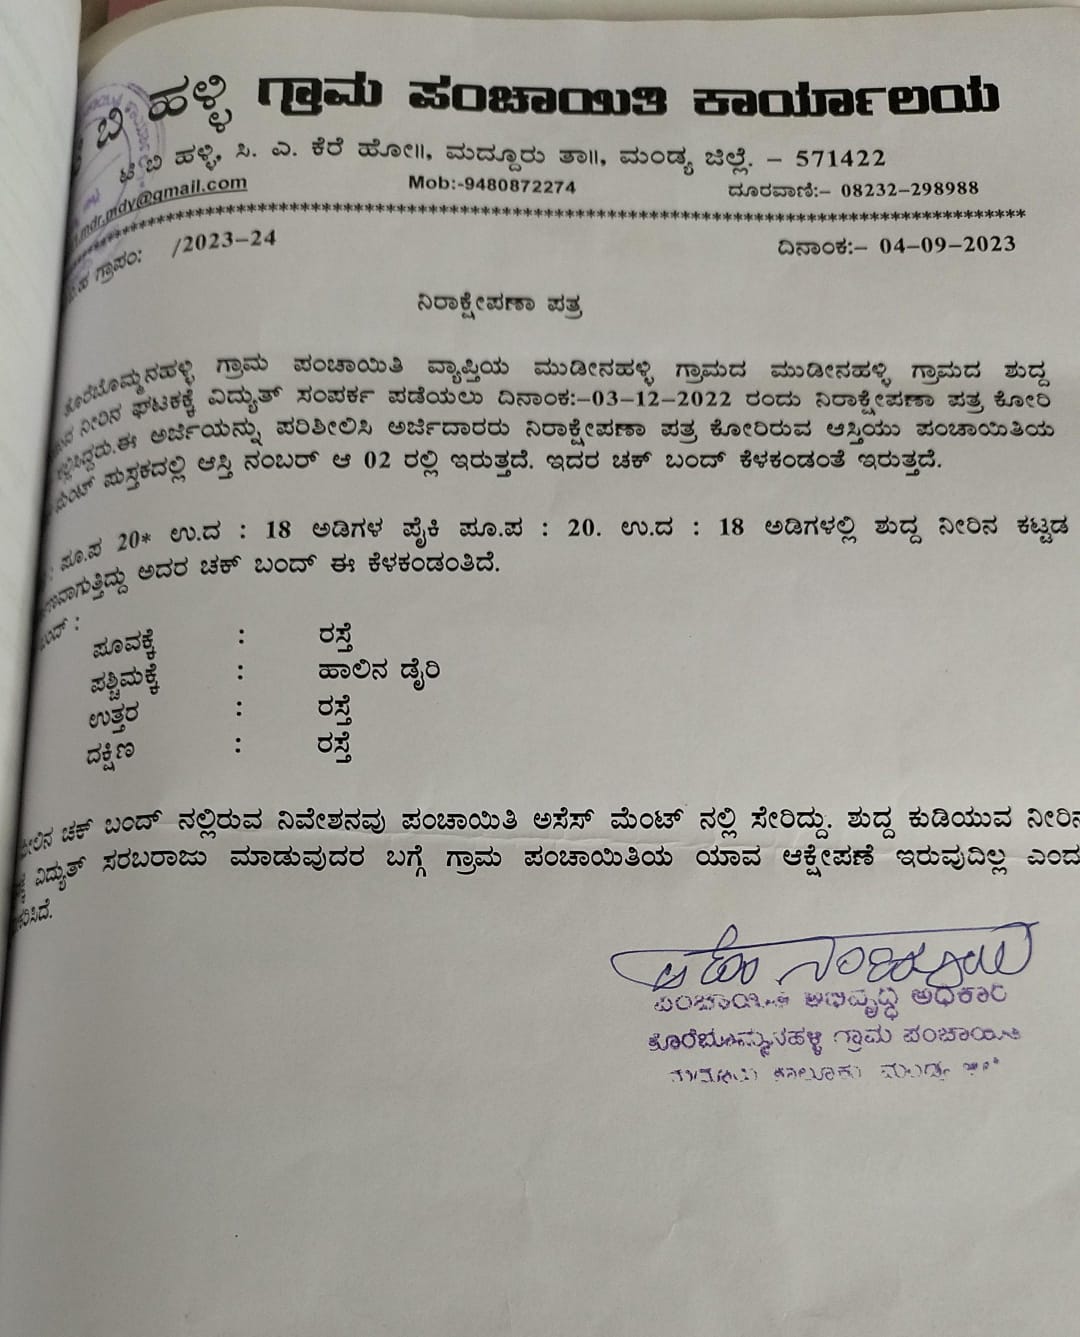 ಬಿ ಹಳ್ಳಿ ಗ್ರಾಮ ಪಂಚಾಯಿತಿ ಕಾರ್ಯಾಲಯ
ಬಿ ಹಳ್ಳಿ, ಸಿ. ಎ. ಕೆರೆ ಹೋ॥, ಮದ್ದೂರು ತಾ॥, ಮಂಡ್ಯ ಜಿಲ್ಲೆ. – 571422
mdr.mdy@gmail.com Mob:-9480872274 ದೂರವಾಣಿ:– 08232–298988
****************************************************************
ಗ್ರಾಪಂ: /2023–24 ದಿನಾಂಕ:– 04-09-2023
ನಿರಾಕ್ಷೇಪಣಾ ಪತ್ರ
ಕೊರೆಬೊಮ್ಮನಹಳ್ಳಿ ಗ್ರಾಮ ಪಂಚಾಯಿತಿ ವ್ಯಾಪ್ತಿಯ ಮುಡೀನಹಳ್ಳಿ ಗ್ರಾಮದ ಮುಡೀನಹಳ್ಳಿ ಗ್ರಾಮದ ಶುದ್ದ
ನೀರಿನ ಘಟಕಕ್ಕೆ ವಿದ್ಯುತ್ ಸಂಪರ್ಕ ಪಡೆಯಲು ದಿನಾಂಕ:-03-12-2022 ರಂದು ನಿರಾಕ್ಷೇಪಣಾ ಪತ್ರ ಕೋರಿ
ಈ ಅರ್ಜಿಯನ್ನು ಪರಿಶೀಲಿಸಿ ಅರ್ಜಿದಾರರು ನಿರಾಕ್ಷೇಪಣಾ ಪತ್ರ ಕೋರಿರುವ ಆಸ್ತಿಯು ಪಂಚಾಯಿತಿಯ
ಮೆಂಟ್ ಪುಸ್ತಕದಲ್ಲಿ ಆಸ್ತಿ ನಂಬರ್ ಆ 02 ರಲ್ಲಿ ಇರುತ್ತದೆ. ಇದರ ಚಕ್ ಬಂದ್ ಕೆಳಕಂಡಂತೆ ಇರುತ್ತದೆ.
: ಪೂ.ಪ 20* ಉ.ದ : 18 ಅಡಿಗಳ ಪೈಕಿ ಪೂ.ಪ : 20. ಉ.ದ : 18 ಅಡಿಗಳಲ್ಲಿ ಶುದ್ದ ನೀರಿನ ಕಟ್ಟಡ
ಅದರ ಚಕ್ ಬಂದ್ ಈ ಕೆಳಕಂಡಂತಿದೆ.
ಪೂವಕ್ಕೆ : ರಸ್ತೆ
ಪಶ್ಚಿಮಕ್ಕೆ : ಹಾಲಿನ ಡೈರಿ
ಉತ್ತರ : ರಸ್ತೆ
ದಕ್ಷಿಣ : ರಸ್ತೆ
ಚಕ್ ಬಂದ್ ನಲ್ಲಿರುವ ನಿವೇಶನವು ಪಂಚಾಯಿತಿ ಅಸೆಸ್ ಮೆಂಟ್ ನಲ್ಲಿ ಸೇರಿದ್ದು. ಶುದ್ದ ಕುಡಿಯುವ ನೀರಿನ
ವಿದ್ಯುತ್ ಸರಬರಾಜು ಮಾಡುವುದರ ಬಗ್ಗೆ ಗ್ರಾಮ ಪಂಚಾಯಿತಿಯ ಯಾವ ಆಕ್ಷೇಪಣೆ ಇರುವುದಿಲ್ಲ ಎಂದ
ಪಂಚಾಯಿತಿ ಅಭಿವೃದ್ಧಿ ಅಧಿಕಾರಿ
ಕೊರೆಬೊಮ್ಮನಹಳ್ಳಿ ಗ್ರಾಮ ಪಂಚಾಯಿತಿ